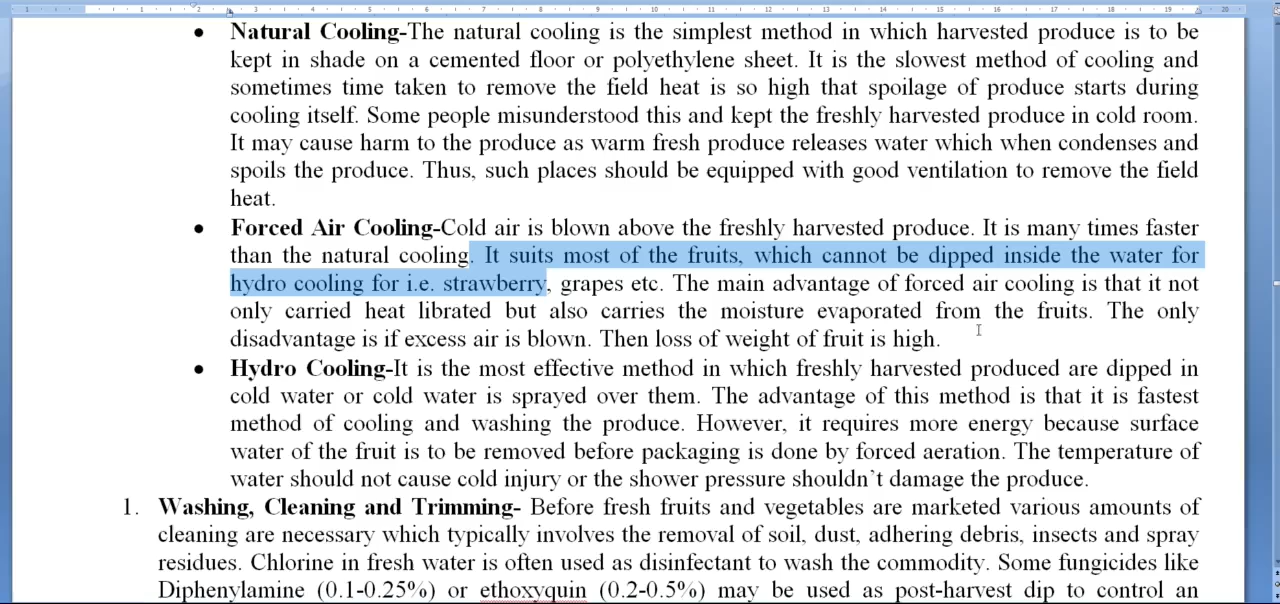 • Natural Cooling-The natural cooling is the simplest method in which harvested produce is to be
kept in shade on a cemented floor or polyethylene sheet. It is the slowest method of cooling and
sometimes time taken to remove the field heat is so high that spoilage of produce starts during
cooling itself. Some people misunderstood this and kept the freshly harvested produce in cold room.
It may cause harm to the produce as warm fresh produce releases water which when condenses and
spoils the produce. Thus, such places should be equipped with good ventilation to remove the field
heat.
• Forced Air Cooling-Cold air is blown above the freshly harvested produce. It is many times faster
than the natural cooling. It suits most of the fruits, which cannot be dipped inside the water for
hydro cooling for i.e. strawberry, grapes etc. The main advantage of forced air cooling is that it not
only carried heat librated but also carries the moisture evaporated from the fruits. The only
disadvantage is if excess air is blown. Then loss of weight of fruit is high.
• Hydro Cooling-It is the most effective method in which freshly harvested produced are dipped in
cold water or cold water is sprayed over them. The advantage of this method is that it is fastest
method of cooling and washing the produce. However, it requires more energy because surface
water of the fruit is to be removed before packaging is done by forced aeration. The temperature of
water should not cause cold injury or the shower pressure shouldn`t damage the produce.
1. Washing, Cleaning and Trimming- Before fresh fruits and vegetables are marketed various amounts of
cleaning are necessary which typically involves the removal of soil, dust, adhering debris, insects and spray
residues. Chlorine in fresh water is often used as disinfectant to wash the commodity. Some fungicides like
Diphenylamine (0.1-0.25%) or ethoxyquin (0.2-0.5%) may be used as post-harvest dip to control an